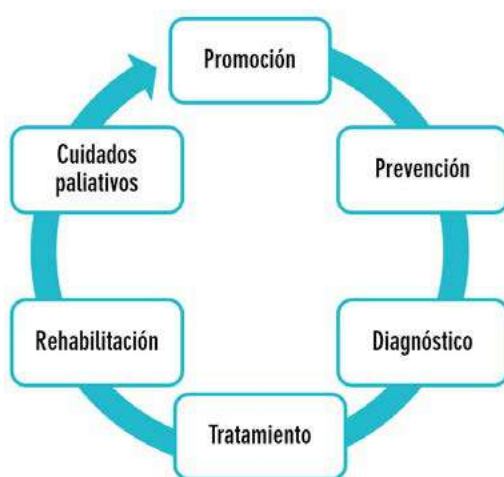 Promoción
Prevención
Diagnóstico
Tratamiento
Rehabilitación
Cuidados
paliativos